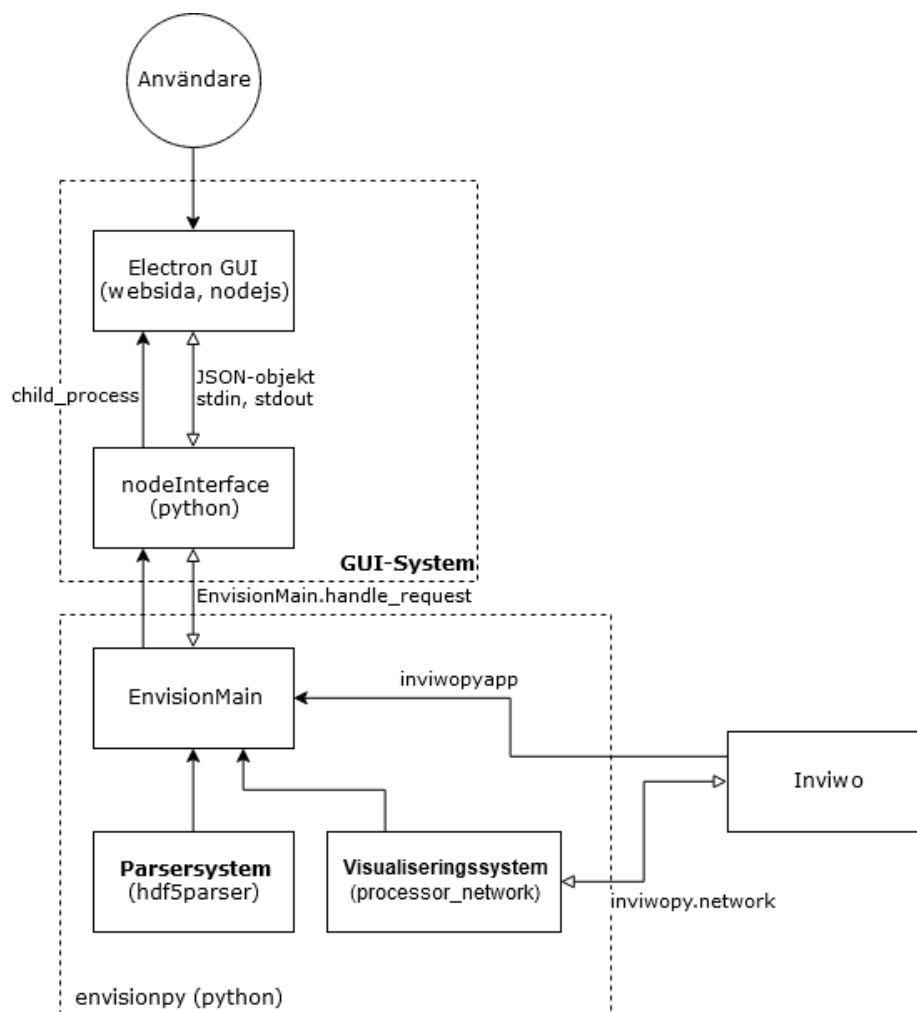 Användare
Electron GUI
(websida, nodejs)
child_process
JSON-objekt
stdin, stdout
nodeInterface
(python)
GUI-System
EnvisionMain.handle_request
EnvisionMain
inviwopyapp
Inviwo
Parsersystem
(hdf5parser)
Visualiseringssystem
(processor_network)
inviwopy.network
envisionpy (python)